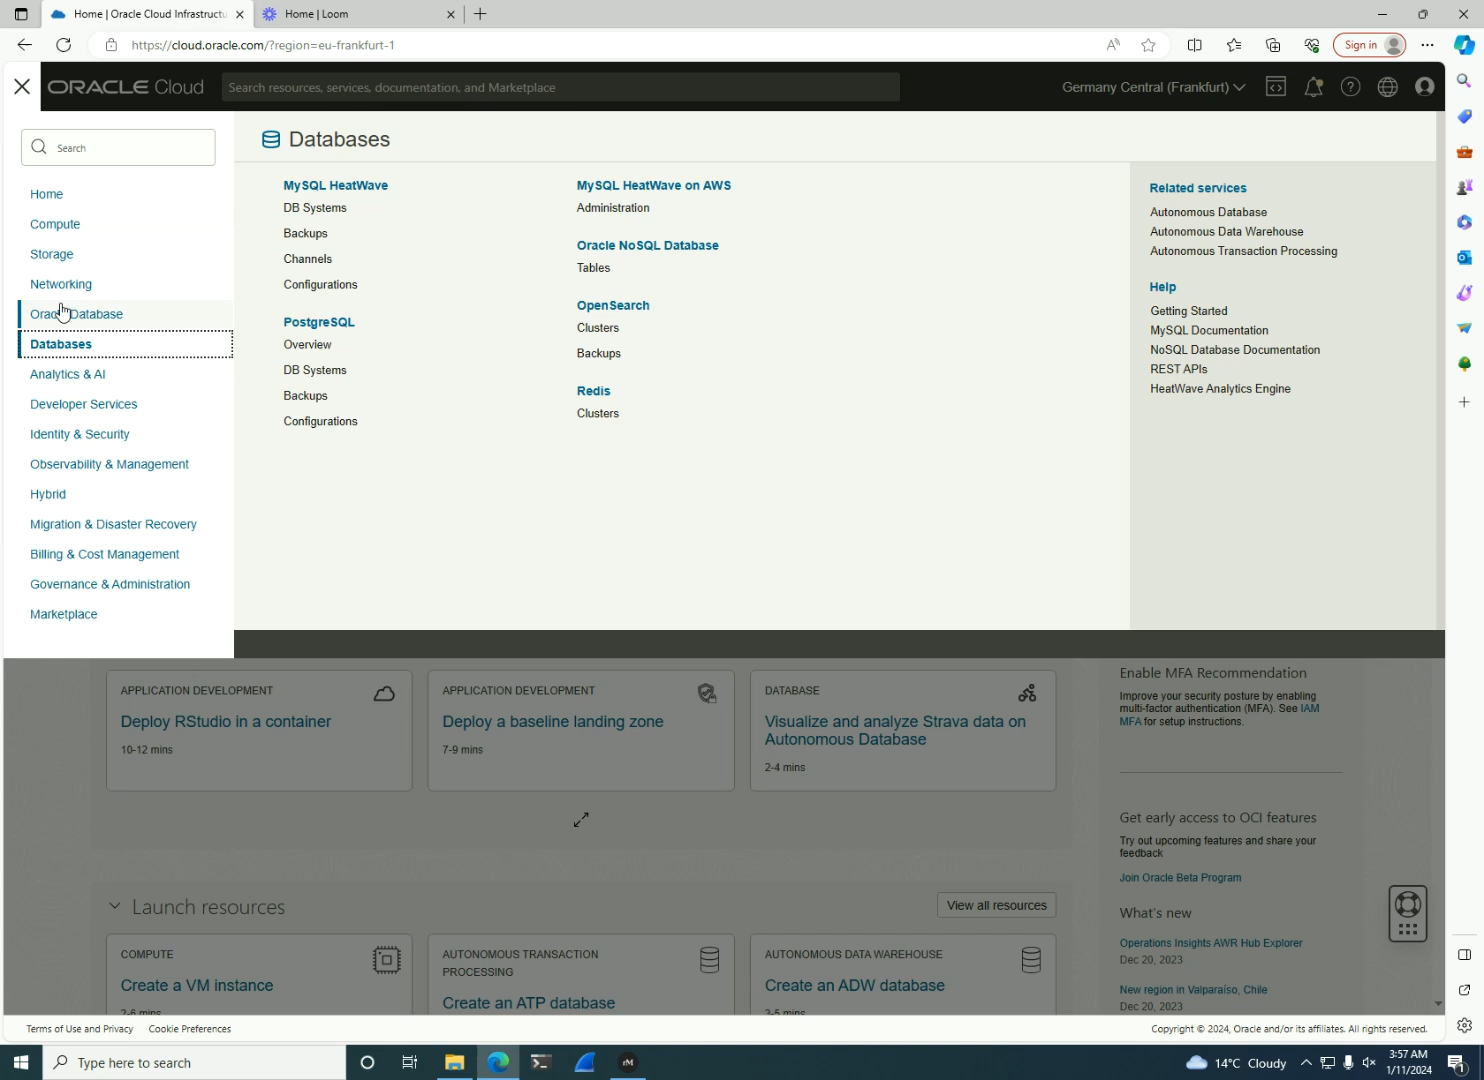 Home | Oracle Cloud Infrastructu
Home | Loom
https://cloud.oracle.com/?region=eu-frankfurt-1
Sign in
ORACLE Cloud
Search resources, services, documentation, and Marketplace
Germany Central (Frankfurt)
Search
Home
Compute
Storage
Networking
Databases
Analytics & AI
Developer Services
Identity & Security
Observability & Management
Hybrid
Migration & Disaster Recovery
Billing & Cost Management
Governance & Administration
Marketplace
Databases
MySQL HeatWave
DB Systems
Backups
Channels
Configurations
PostgreSQL
Overview
DB Systems
Backups
Configurations
MySQL HeatWave on AWS
Administration
Oracle NoSQL Database
Tables
OpenSearch
Clusters
Backups
Redis
Clusters
Related services
Autonomous Database
Autonomous Data Warehouse
Autonomous Transaction Processing
Help
Getting Started
MySQL Documentation
NoSQL Database Documentation
REST APIs
HeatWave Analytics Engine
APPLICATION DEVELOPMENT
Deploy RStudio in a container
10-12 mins
APPLICATION DEVELOPMENT
Deploy a baseline landing zone
7-9 mins
DATABASE
Visualize and analyze Strava data on
Autonomous Database
2-4 mins
Launch resources
View all resources
COMPUTE
Create a VM instance
2-6 mins
AUTONOMOUS TRANSACTION
PROCESSING
Create an ATP database
AUTONOMOUS DATA WAREHOUSE
Create an ADW database
3-5 mins
Enable MFA Recommendation
Improve your security posture by enabling
multi-factor authentication (MFA). See IAM
MFA for setup instructions.
Get early access to OCI features
Try out upcoming features and share your
feedback
Join Oracle Beta Program
What's new
Operations Insights AWR Hub Explorer
Dec 20, 2023
New region in Valparaíso, Chile
Dec 20, 2023
Terms of Use and Privacy
Cookie Preferences
Copyright © 2024, Oracle and/or its affiliates. All rights reserved.
Type here to search
rM
14°C Cloudy
3:57 AM
1/11/2024
1